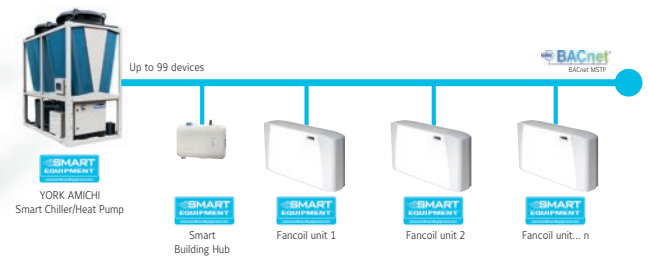 Up to 99 devices
BACnet
BACnet MSTP
SMART
EQUIPMENT
YORK AMICHI
Smart Chiller/Heat Pump
SMART
EQUIPMENT
Smart
Building Hub
SMART
EQUIPMENT
Fancoil unit 1
SMART
EQUIPMENT
Fancoil unit 2
SMART
EQUIPMENT
Fancoil unit... n